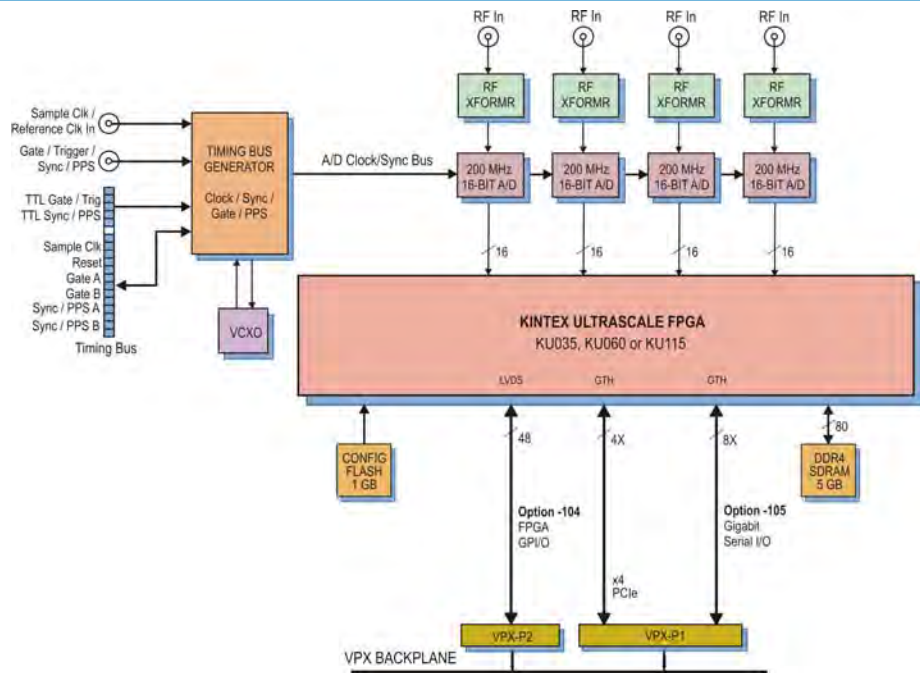 RF In
RF In
RF In
RF In
RF
XFORMR
RF
XFORMR
RF
XFORMR
RF
XFORMR
Sample Clk /
Reference Clk In
Gate / Trigger /
Sync / PPS
TTL Gate / Trig
TTL Sync / PPS
Sample Clk
Reset
Gate A
Gate B
Sync / PPS A
Sync / PPS B
Timing Bus
TIMING BUS
GENERATOR
Clock / Sync /
Gate / PPS
VCXO
A/D Clock/Sync Bus
200 MHz
16-BIT A/D
200 MHz
16-BIT A/D
200 MHz
16-BIT A/D
200 MHz
16-BIT A/D
16
16
16
16
KINTEX ULTRASCALE FPGA
KU035, KU060 or KU115
LVDS
GTH
GTH
48
4X
8X
80
CONFIG
FLASH
1 GB
DDR4
SDRAM
5 GB
Option -104
FPGA
GPI/O
Option -105
Gigabit
Serial I/O
x4
PCIe
VPX-P2
VPX-P1
VPX BACKPLANE